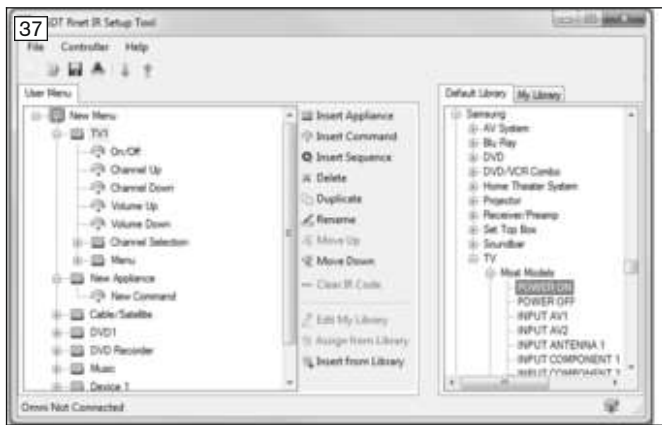 37
OT Rnet IR Setup Tool
File Controller Help
User Menu
New Menu
TV1
On/Off
Channel Up
Channel Down
Volume Up
Volume Down
Channel Selection
Menu
New Appliance
New Command
Cable/Satellite
DVD1
DVD Recorder
Music
Device 1
Insert Appliance
Insert Command
Insert Sequence
Delete
Duplicate
Rename
Move Up
Move Down
Clear IR Code
Edit My Library
Assign from Library
Insert from Library
Default Library My Library
Samsung
AV System
Blu Ray
DVD
DVD/VCR Combo
Home Theater System
Projector
Receiver/Preamp
Set Top Box
Soundbar
TV
Most Models
POWER ON
POWER OFF
INPUT AV1
INPUT AV2
INPUT ANTENNA 1
INPUT COMPONENT 1
INPUT COMPONENT
Omni Not Connected